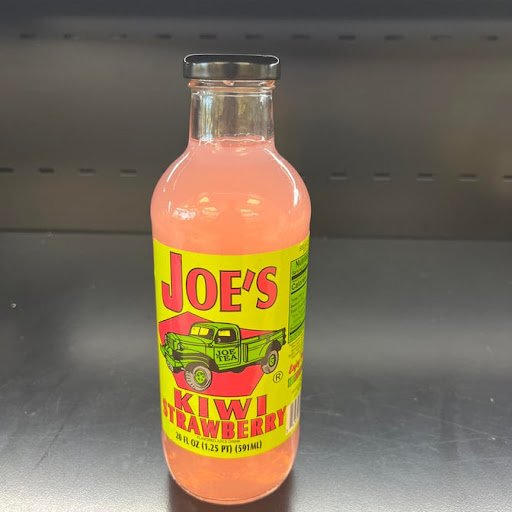 JOE'S
JOE
TEA
®
KIWI
STRAWBERRY
20 FL OZ (1.25 PT) (591ML)